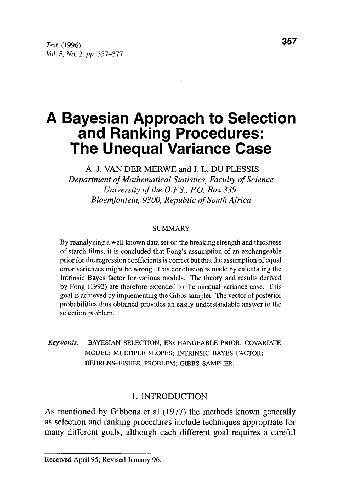 Test (1996)
357
Vol. 5, No. 2, pp. 357–377
A Bayesian Approach to Selection
and Ranking Procedures:
The Unequal Variance Case
A. J. VAN DER MERWE and J. L. DU PLESSIS
Department of Mathematical Statistics, Faculty of Science
University of the O.F.S., P.O. Box 339
Bloemfontein, 9300, Republic of South Africa
SUMMARY
By reanalyzing a well-known data set on the breaking strength and thickness
of starch films, it is concluded that Fong's assumption of an exchangeable
prior for the regression coefficients is correct but that the assumption of equal
error variances might be wrong. This conclusion is made by calculating the
Intrinsic Bayes factor for various models. The theory and results derived
by Fong (1992) are therefore extended to the unequal variance case. This
goal is achieved by implementing the Gibbs sampler. The vector of posterior
probabilities thus obtained provides an easily understandable answer to the
selection problem.
Keywords: BAYESIAN SELECTION; EXCHANGEABLE PRIOR; COVARIATE
MODEL; MULTIPLE SLOPES; INTRINSIC BAYES FACTOR;
BEHRENS-FISHER PROBLEM; GIBBS SAMPLER.
1. INTRODUCTION
As mentioned by Gibbons et al (1977) the methods known generally
as selection and ranking procedures include techniques appropriate for
many different goals, although each different goal requires a careful
Received April 95; Revised January 96.